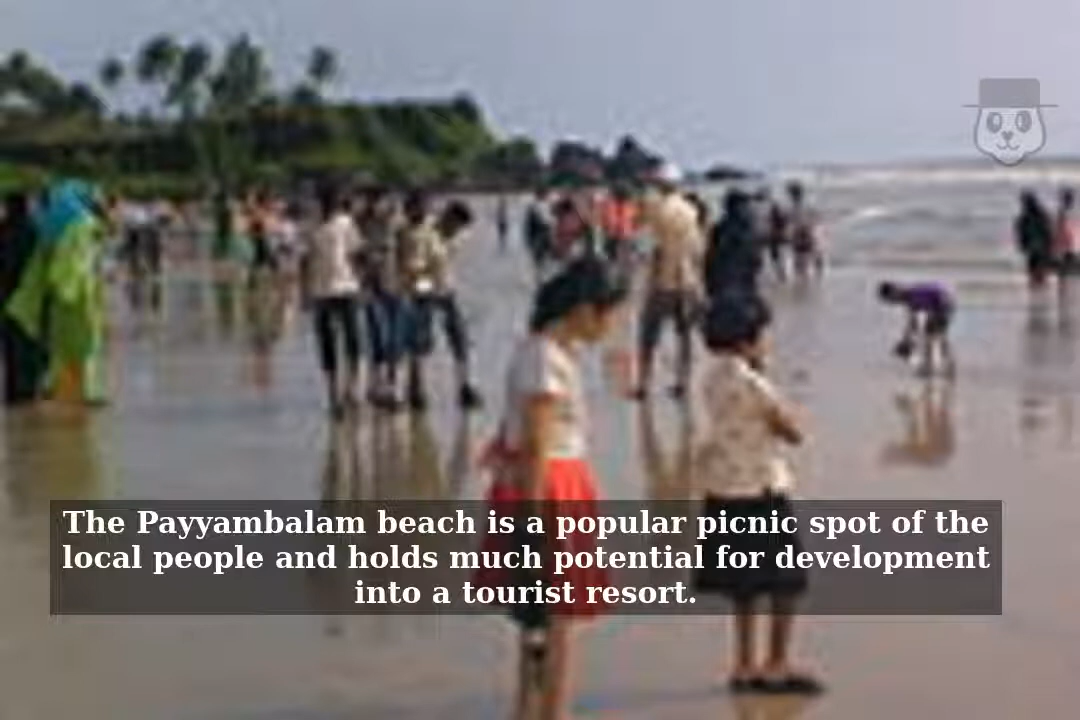 The Payyambalam beach is a popular picnic spot of the
local people and holds much potential for development
into a tourist resort.